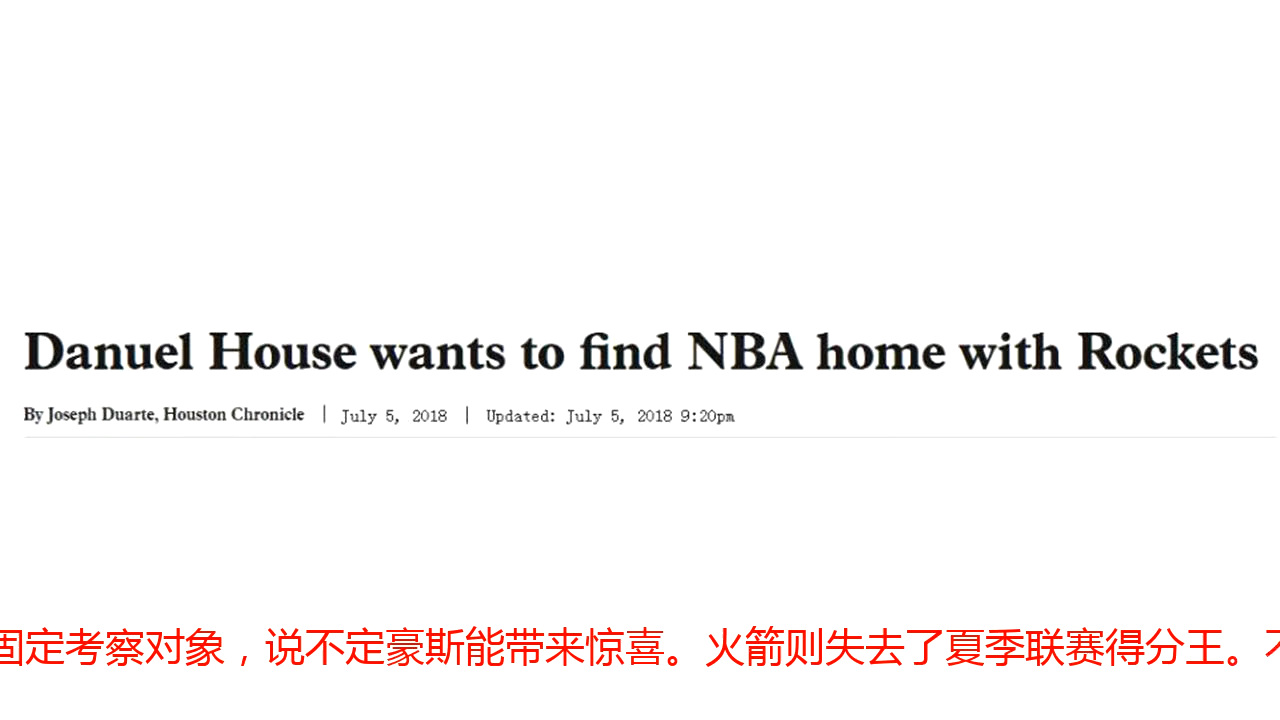 Danuel House wants to find NBA home with Rockets
By Joseph Duarte, Houston Chronicle | July 5, 2018 | Updated: July 5, 2018 9:20pm
固定考察对象，说不定豪斯能带来惊喜。火箭则失去了夏季联赛得分王。不